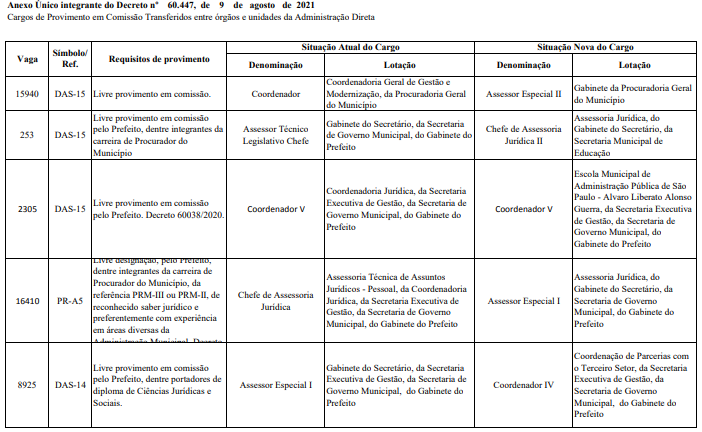 Anexo Único integrante do Decreto nº 60.447, de 9 de agosto de 2021
Cargos de Provimento em Comissão Transferidos entre órgãos e unidades da Administração Direta
Vaga
Símbolo/
Ref.
Requisitos de provimento
Situação Atual do Cargo
Situação Nova do Cargo
Denominação
Lotação
Denominação
Lotação
15940
DAS-15
Livre provimento em comissão.
Coordenador
Coordenadoria Geral de Gestão e
Modernização, da Procuradoria Geral
do Município
Assessor Especial II
Gabinete da Procuradoria Geral
do Município
253
DAS-15
Livre provimento em comissão
pelo Prefeito, dentre integrantes da
carreira de Procurador do
Município
Assessor Técnico
Legislativo Chefe
Gabinete do Secretário, da Secretaria
de Governo Municipal, do Gabinete do
Prefeito
Chefe de Assessoria
Jurídica II
Assessoria Jurídica, do
Gabinete do Secretário, da
Secretaria Municipal de
Educação
2305
DAS-15
Livre provimento em comissão
pelo Prefeito. Decreto 60038/2020.
Coordenador V
Coordenadoria Jurídica, da Secretaria
Executiva de Gestão, da Secretaria de
Governo Municipal, do Gabinete do
Prefeito
Coordenador V
Escola Municipal de
Administração Pública de São
Paulo - Alvaro Liberato Alonso
Guerra, da Secretaria Executiva
de Gestão, da Secretaria de
Governo Municipal, do
Gabinete do Prefeito
16410
PR-A5
Livre designação, pelo Prefeito,
dentre integrantes da carreira de
Procurador do Município, da
referência PRM-III ou PRM-II, de
reconhecido saber jurídico e
preferentemente com experiência
em áreas diversas da
Administração Municipal. Decreto
Chefe de Assessoria
Jurídica
Assessoria Técnica de Assuntos
Jurídicos - Pessoal, da Coordenadoria
Jurídica, da Secretaria Executiva de
Gestão, da Secretaria de Governo
Municipal, do Gabinete do Prefeito
Assessor Especial I
Assessoria Jurídica, do
Gabinete do Secretário, da
Secretaria de Governo
Municipal, do Gabinete do
Prefeito
8925
DAS-14
Livre provimento em comissão
pelo Prefeito, dentre portadores de
diploma de Ciências Jurídicas e
Sociais.
Assessor Especial I
Gabinete do Secretário, da Secretaria
Executiva de Gestão, da Secretaria de
Governo Municipal, do Gabinete do
Prefeito
Coordenador IV
Coordenação de Parcerias com
o Terceiro Setor, da Secretaria
Executiva de Gestão, da
Secretaria de Governo
Municipal, do Gabinete do
Prefeito